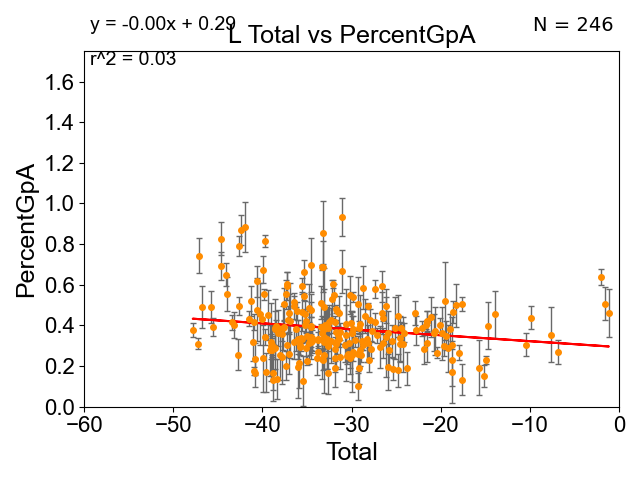 y = -0.00x + 0.29
N = 246
L Total vs PercentGpA
r^2 = 0.03
PercentGpA
1.6
1.4
1.2
1.0
0.8
0.6
0.4
0.2
0.0
−60 −50 −40 −30 −20 −10 0
Total